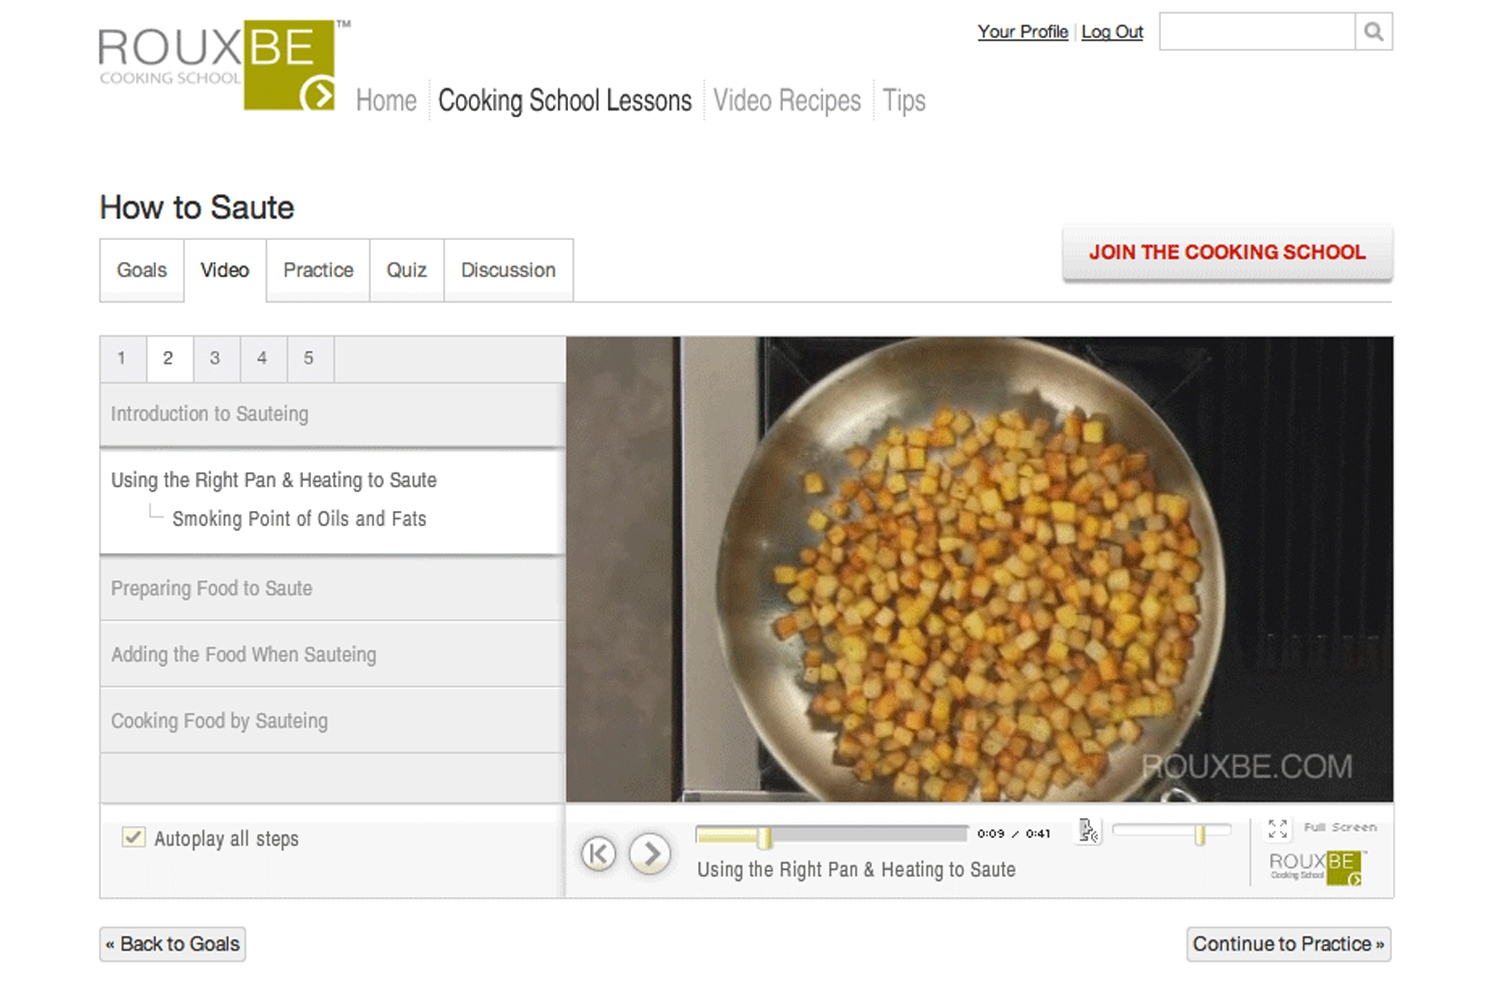 ROUXBE™
COOKING SCHOOL
Your Profile Log Out
Home Cooking School Lessons Video Recipes Tips
How to Saute
JOIN THE COOKING SCHOOL
Goals Video Practice Quiz Discussion
1 2 3 4 5
Introduction to Sauteing
Using the Right Pan & Heating to Saute
Smoking Point of Oils and Fats
Preparing Food to Saute
Adding the Food When Sauteing
Cooking Food by Sauteing
ROUXBE.COM
Autoplay all steps
0:09 / 0:41
Full Screen
Using the Right Pan & Heating to Saute
ROUXBE
Cooking School
« Back to Goals
Continue to Practice »